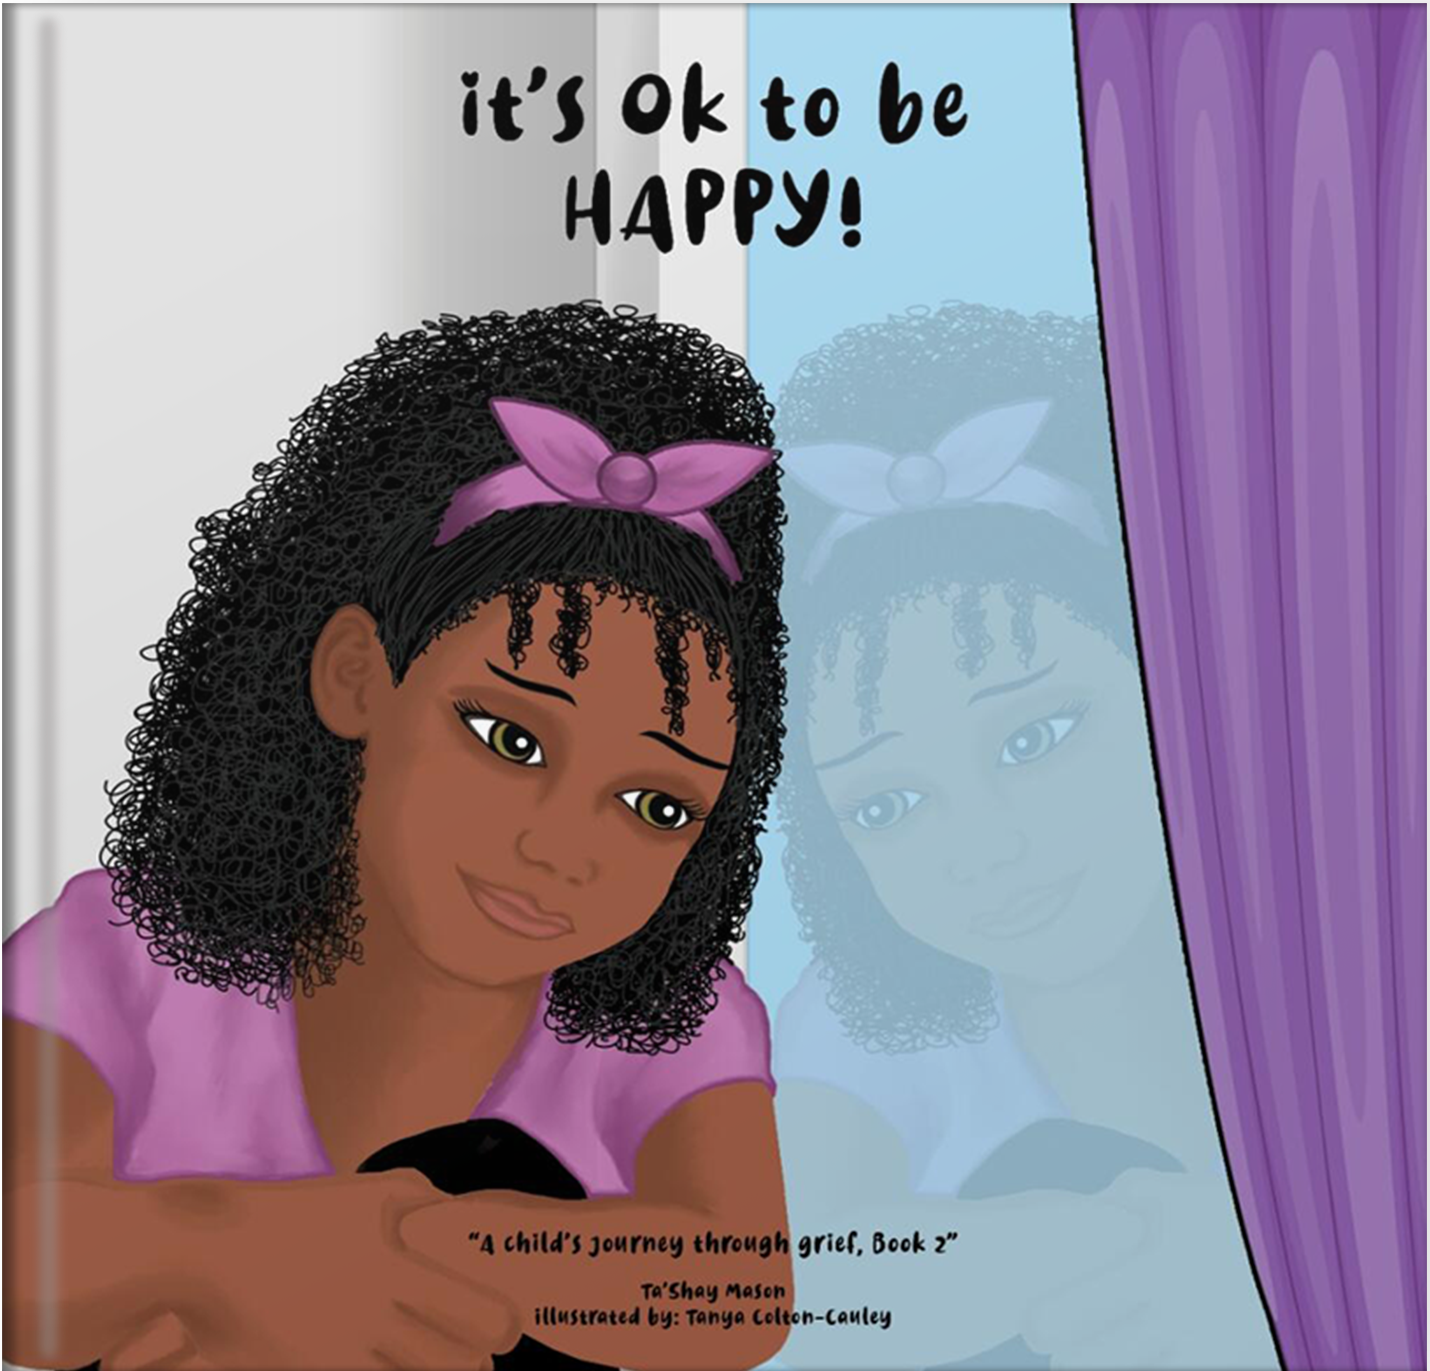 it's Ok to be
HAPPY!
"A child's Journey through grief, Book 2"
Ta'Shay Mason
illustrated by: Tanya Colton-Cauley